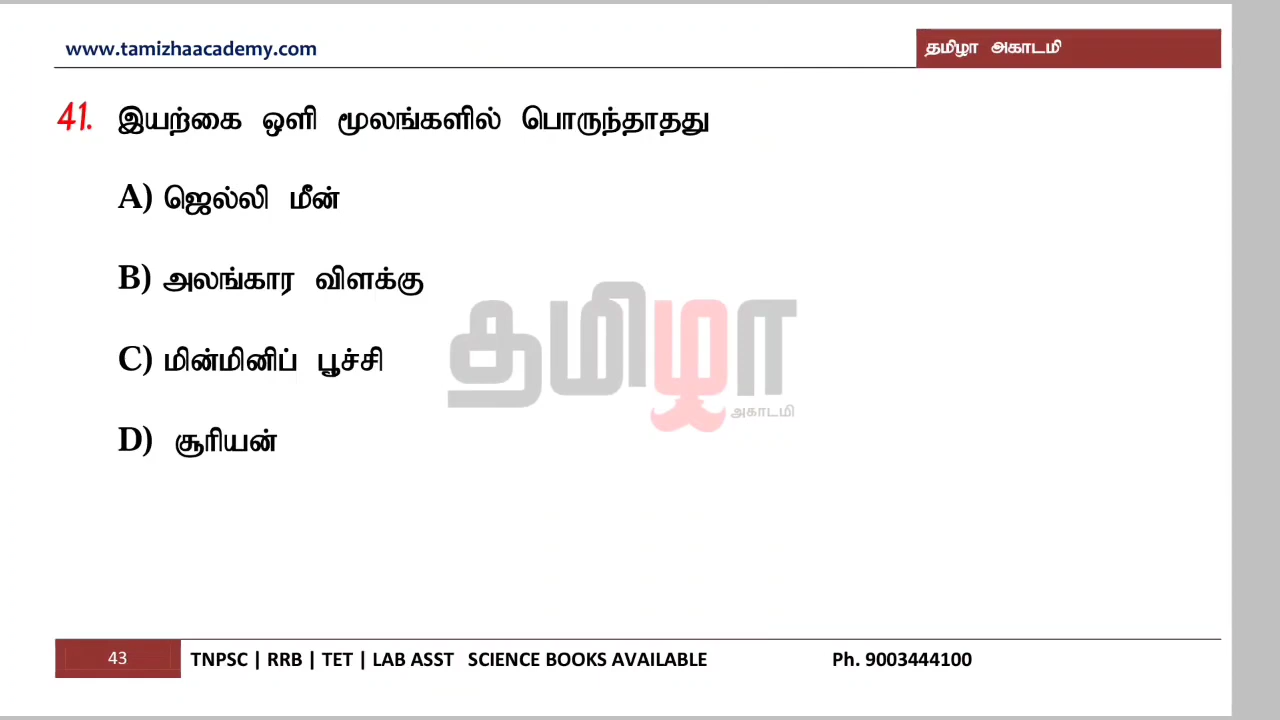 www.tamizhaacademy.com
தமிழா அகாடமி
41. இயற்கை ஒளி மூலங்களில் பொருந்தாதது
A) ஜெல்லி மீன்
B) அலங்கார விளக்கு
C) மின்மினிப் பூச்சி
D) சூரியன்
தமிழா
அகாடமி
43 TNPSC | RRB | TET | LAB ASST SCIENCE BOOKS AVAILABLE Ph. 9003444100